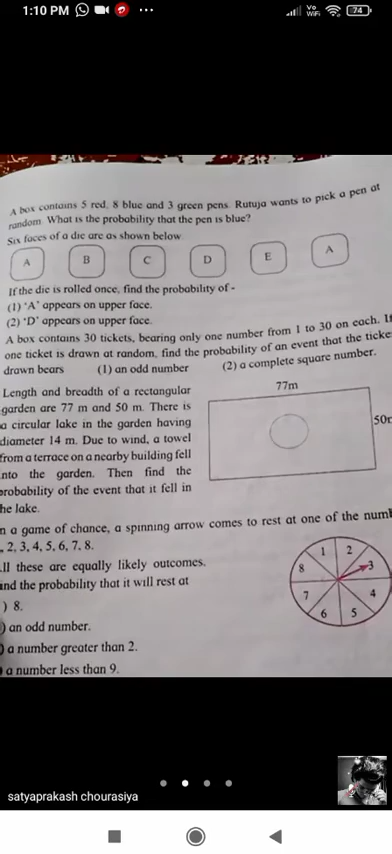 1:10 PM
Vo
WiFi
74
A box contains 5 red, 8 blue and 3 green pens. Rutuja wants to pick a pen at
random. What is the probability that the pen is blue?
Six faces of a die are as shown below.
A B C D E A
If the die is rolled once, find the probability of -
(1) 'A' appears on upper face.
(2) 'D' appears on upper face.
A box contains 30 tickets, bearing only one number from 1 to 30 on each. If
one ticket is drawn at random, find the probability of an event that the ticke
drawn bears (1) an odd number (2) a complete square number.
Length and breadth of a rectangular
garden are 77 m and 50 m. There is
a circular lake in the garden having
diameter 14 m. Due to wind, a towel
from a terrace on a nearby building fell
nto the garden. Then find the
probability of the event that it fell in
he lake.
77m
50m
n a game of chance, a spinning arrow comes to rest at one of the numb
, 2, 3, 4, 5, 6, 7, 8.
ll these are equally likely outcomes.
ind the probability that it will rest at
) 8.
) an odd number.
) a number greater than 2.
a number less than 9.
1 2
8 3
7 4
6 5
satyaprakash chourasiya